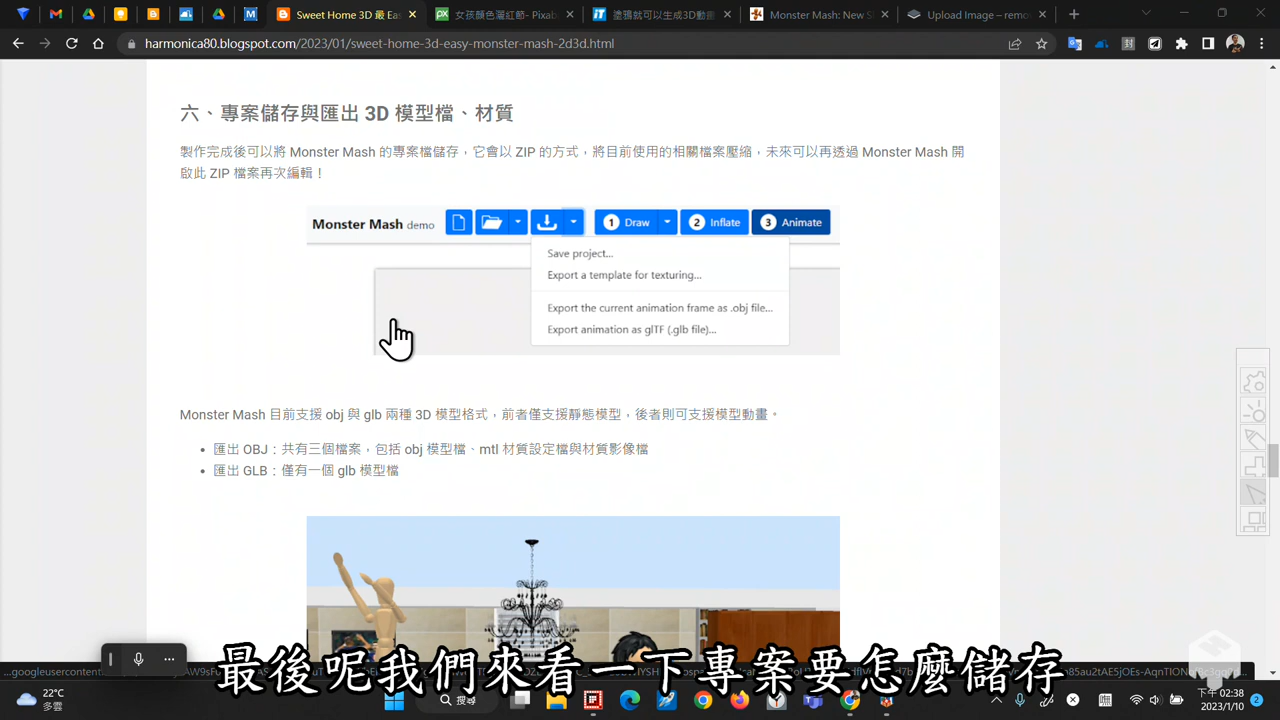 Sweet Home 3D 最 Eas
女孩顏色灑紅節- Pixab
塗鴉就可以生成3D動畫
Monster Mash: New S
Upload Image – remo
harmonica80.blogspot.com/2023/01/sweet-home-3d-easy-monster-mash-2d3d.html
六、專案儲存與匯出 3D 模型檔、材質
製作完成後可以將 Monster Mash 的專案檔儲存，它會以 ZIP 的方式，將目前使用的相關檔案壓縮，未來可以再透過 Monster Mash 開
啟此 ZIP 檔案再次編輯！
Monster Mash demo
1 Draw
2 Inflate
3 Animate
Save project...
Export a template for texturing...
Export the current animation frame as .obj file...
Export animation as glTF (.glb file)...
Monster Mash 目前支援 obj 與 glb 兩種 3D 模型格式，前者僅支援靜態模型，後者則可支援模型動畫。
• 匯出 OBJ：共有三個檔案，包括 obj 模型檔、mtl 材質設定檔與材質影像檔
• 匯出 GLB：僅有一個 glb 模型檔
最後呢我們來看一下專案要怎麼儲存
22°C
多雲
搜尋
下午 02:38
2023/1/10